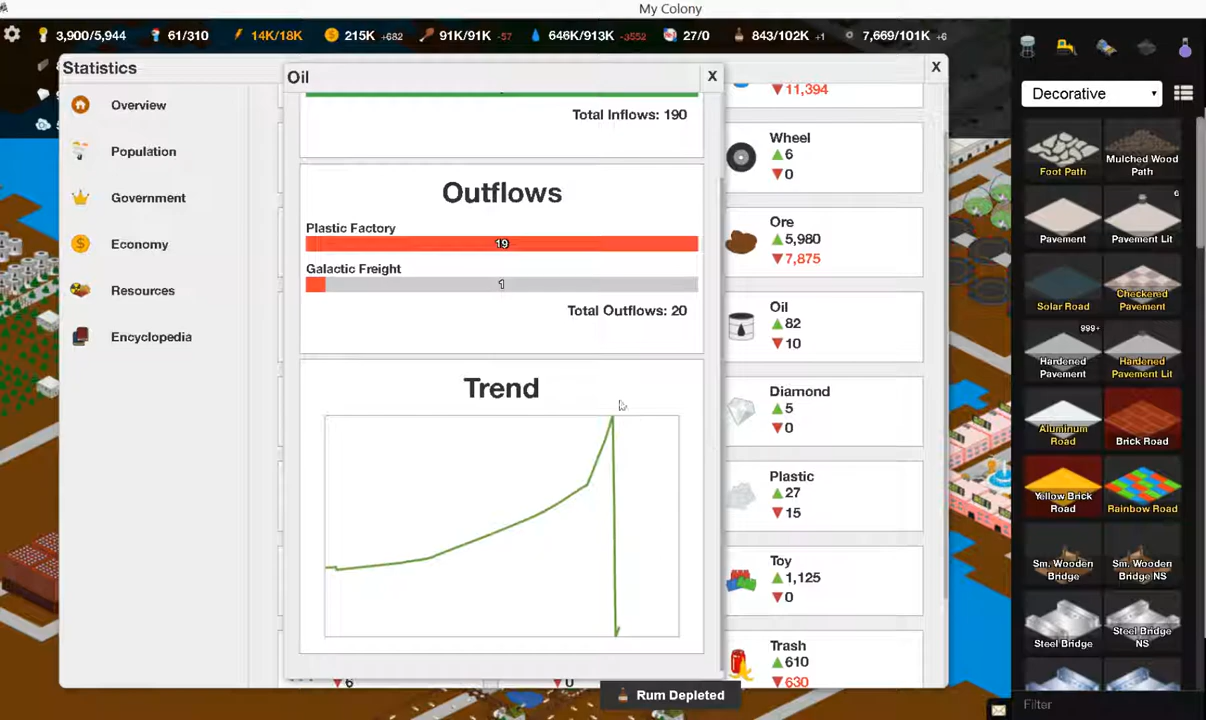 My Colony
3,900/5,944
61/310
14K/18K
215K +682
91K/91K -57
646K/913K -3552
27/0
843/102K +1
7,669/101K +6
Statistics
X
Overview
Population
Government
Economy
Resources
Encyclopedia
Oil
X
Total Inflows: 190
Outflows
Plastic Factory
19
Galactic Freight
1
Total Outflows: 20
Trend
11,394
Wheel
6
0
Ore
5,980
7,875
Oil
82
10
Diamond
5
0
Plastic
27
15
Toy
1,125
0
Trash
610
630
6
0
Rum Depleted
Decorative
Foot Path
Mulched Wood Path
6
Pavement
Pavement Lit
Solar Road
Checkered Pavement
999+
Hardened Pavement
Hardened Pavement Lit
Aluminum Road
Brick Road
Yellow Brick Road
Rainbow Road
Sm. Wooden Bridge
Sm. Wooden Bridge NS
Steel Bridge
Steel Bridge NS
Filter